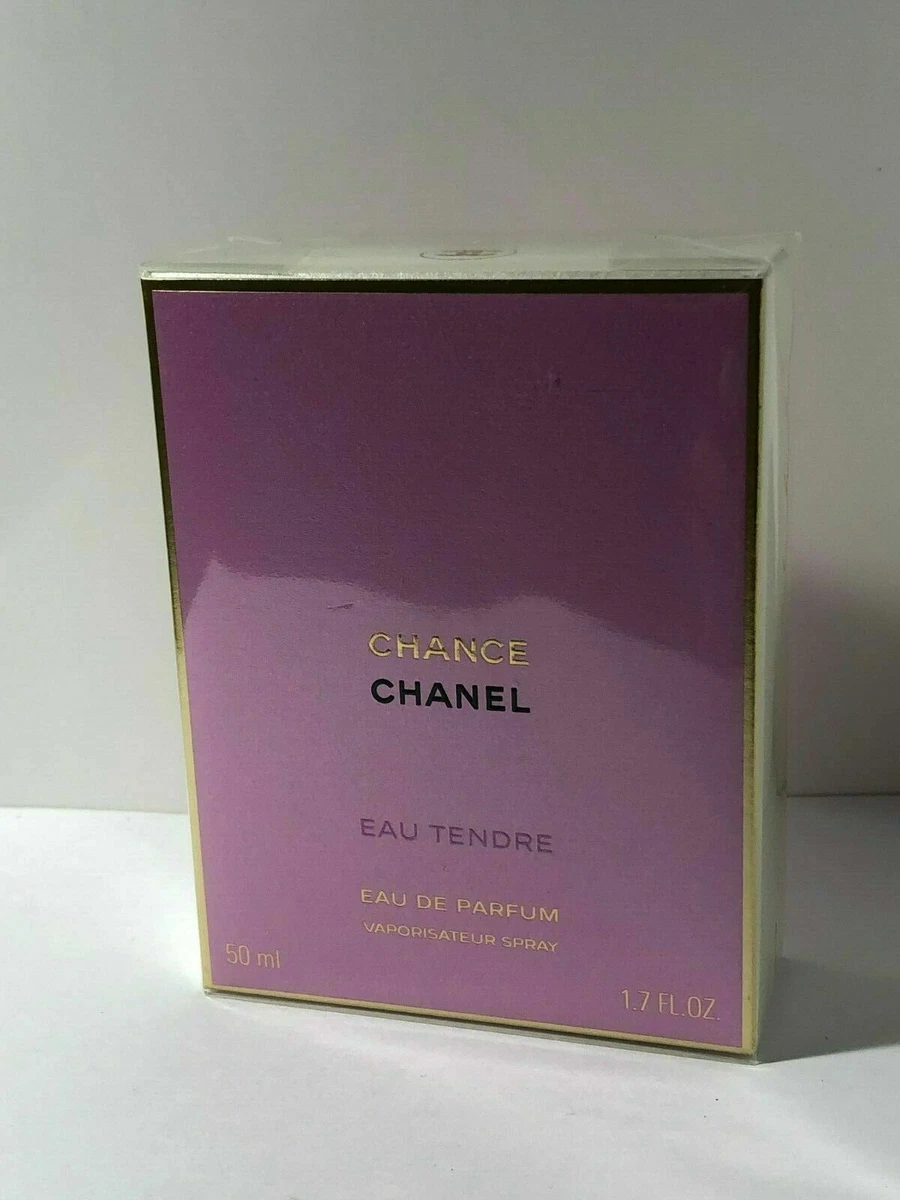 CHANCE
CHANEL
EAU TENDRE
EAU DE PARFUM
VAPORISATEUR SPRAY
50 ml
1.7 FL.OZ.